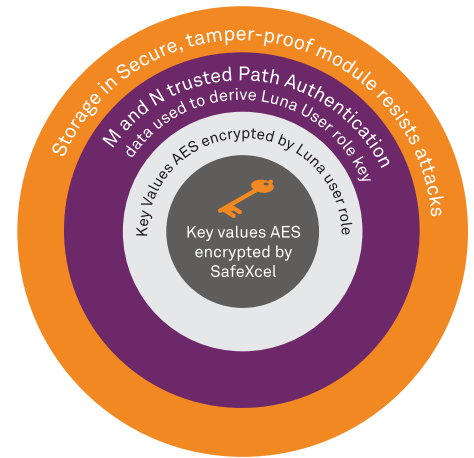 Storage in Secure, tamper-proof module resists attacks
M and N trusted Path Authentication
data used to derive Luna User role key
Key Values AES encrypted by Luna user role
Key values AES
encrypted by
SafeXcel